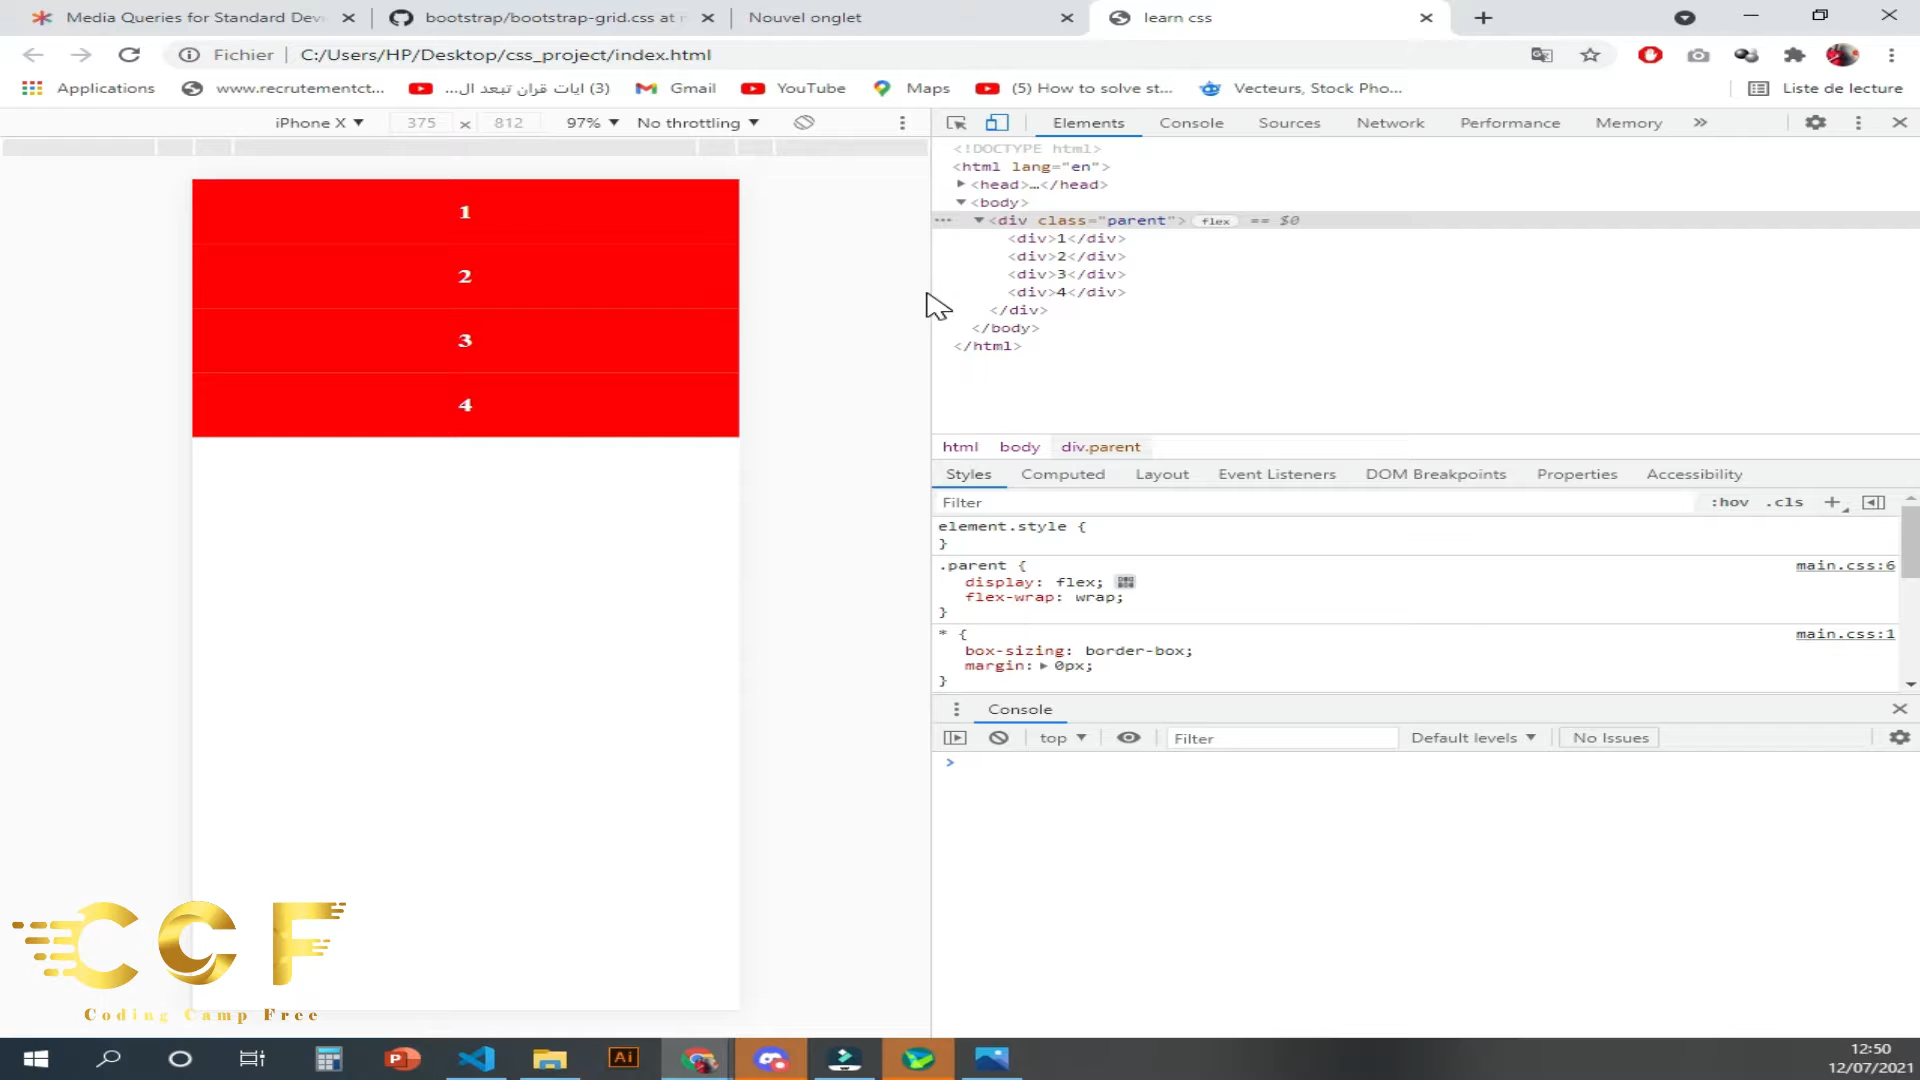 Media Queries for Standard Devi
bootstrap/bootstrap-grid.css at r
Nouvel onglet
learn css
Fichier
C:/Users/HP/Desktop/css_project/index.html
Applications
www.recrutementct...
(3) ايات قران تبعد ال...
Gmail
YouTube
Maps
(5) How to solve st...
Vecteurs, Stock Pho...
Liste de lecture
iPhone X
375
x
812
97%
No throttling
Elements
Console
Sources
Network
Performance
Memory
<!DOCTYPE html>
<html lang="en">
<head>…</head>
<body>
<div class="parent"> flex == $0
<div>1</div>
<div>2</div>
<div>3</div>
<div>4</div>
</div>
</body>
</html>
1
2
3
4
html
body
div.parent
Styles
Computed
Layout
Event Listeners
DOM Breakpoints
Properties
Accessibility
Filter
:hov
.cls
element.style {
}
.parent {
main.css:6
display: flex;
flex-wrap: wrap;
}
* {
main.css:1
box-sizing: border-box;
margin: 0px;
}
Console
top
Filter
Default levels
No Issues
CCF
Coding Camp Free
Ai
12:50
12/07/2021